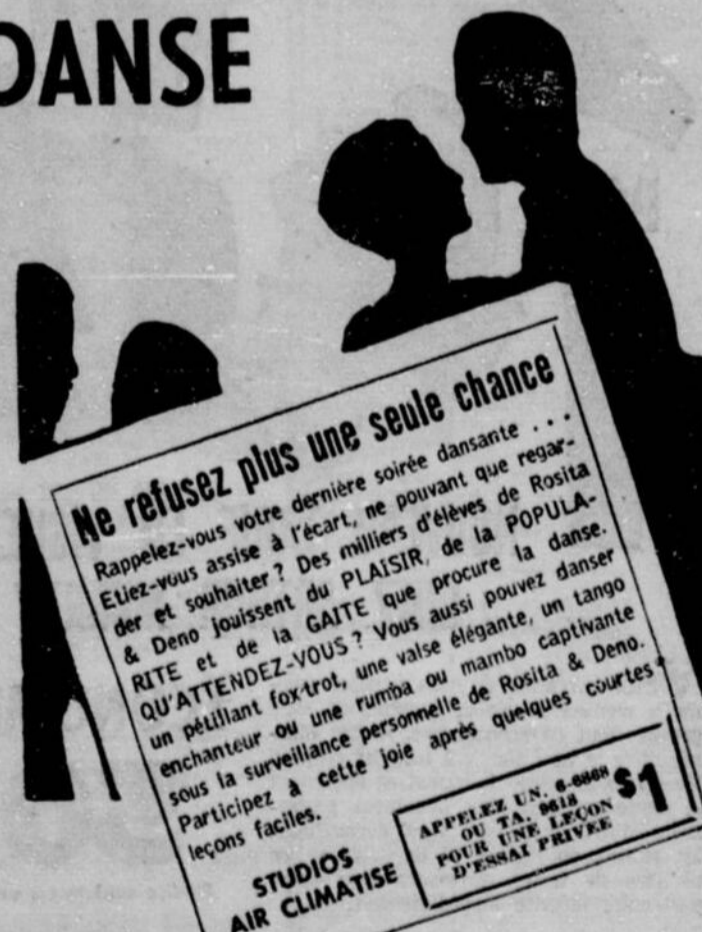 DANSE
Ne refusez plus une seule chance
Rappelez-vous votre dernière soirée dansante . . .
Etiez-vous assise à l'écart, ne pouvant que regar-
der et souhaiter ? Des milliers d'élèves de Rosita
& Deno jouissent du PLAISIR, de la POPULA-
RITE et de la GAITE que procure la danse.
QU'ATTENDEZ-VOUS ? Vous aussi pouvez danser
un pétillant fox-trot, une valse élégante, un tango
enchanteur ou une rumba ou mambo captivante
sous la surveillance personnelle de Rosita & Deno.
Participez à cette joie après quelques courtes
leçons faciles.
STUDIOS
AIR CLIMATISE
APPELEZ UN. 6-6868
OU TA. 9618
POUR UNE LEÇON
D'ESSAI PRIVEE
$1